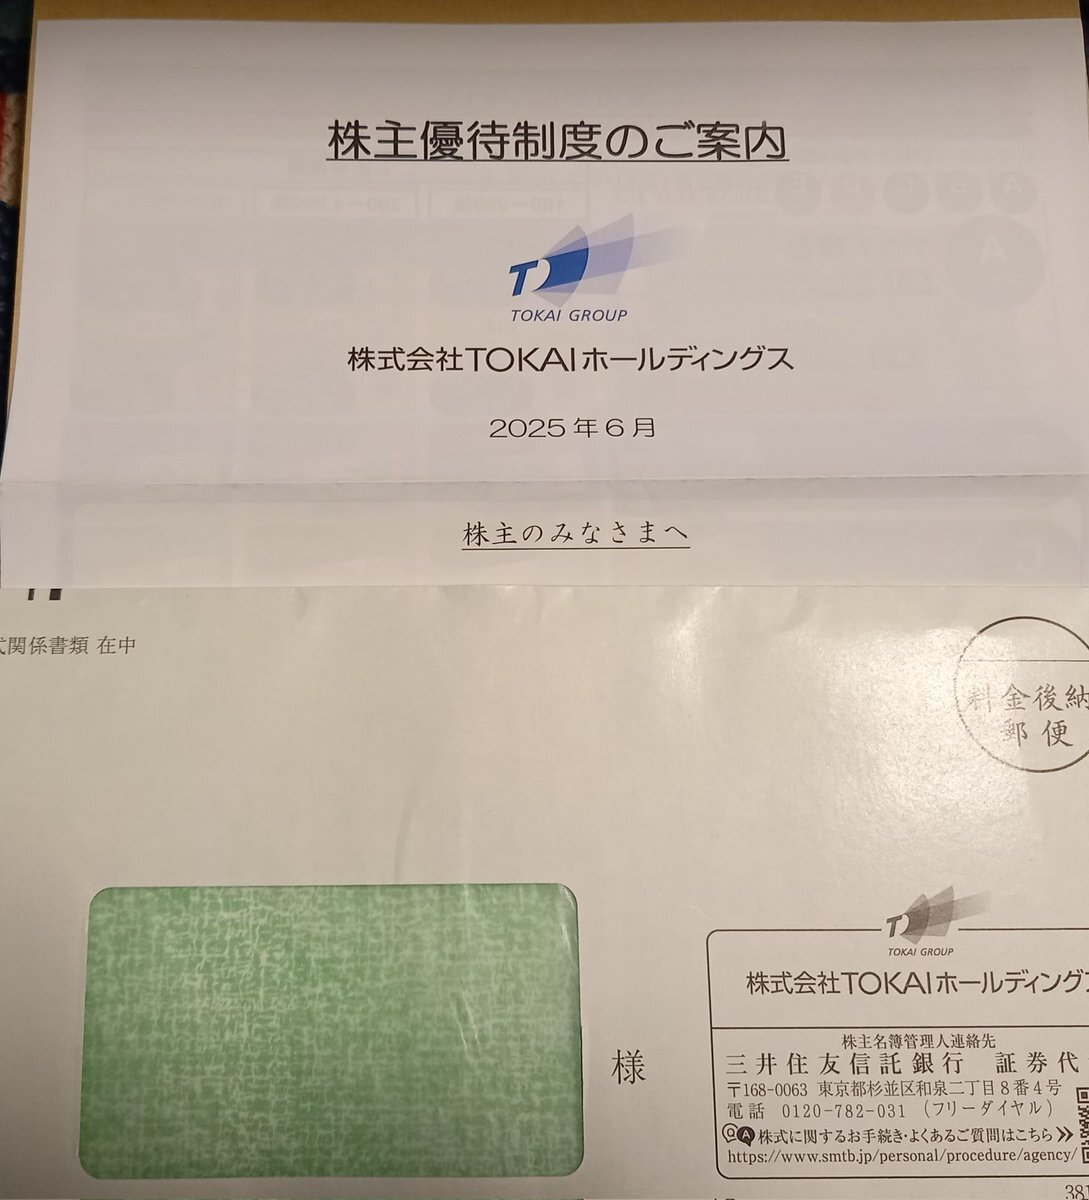 株主優待制度のご案内
TOKAI GROUP
株式会社TOKAIホールディングス
2025年6月
株主のみなさまへ
関係書類 在中
料金後納
郵便
様
TOKAI GROUP
株式会社TOKAIホールディング
株主名簿管理人連絡先
三井住友信託銀行 証券代
〒168-0063 東京都杉並区和泉二丁目8番4号
電話 0120-782-031 (フリーダイヤル)
QA株式に関するお手続き・よくあるご質問はこちら≫
https://www.smtb.jp/personal/procedure/agency/